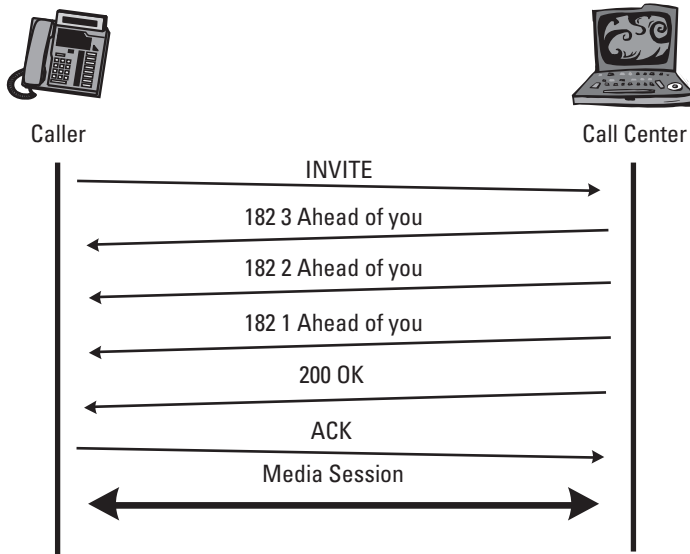 Caller
Call Center
INVITE
182 3 Ahead of you
182 2 Ahead of you
182 1 Ahead of you
200 OK
ACK
Media Session